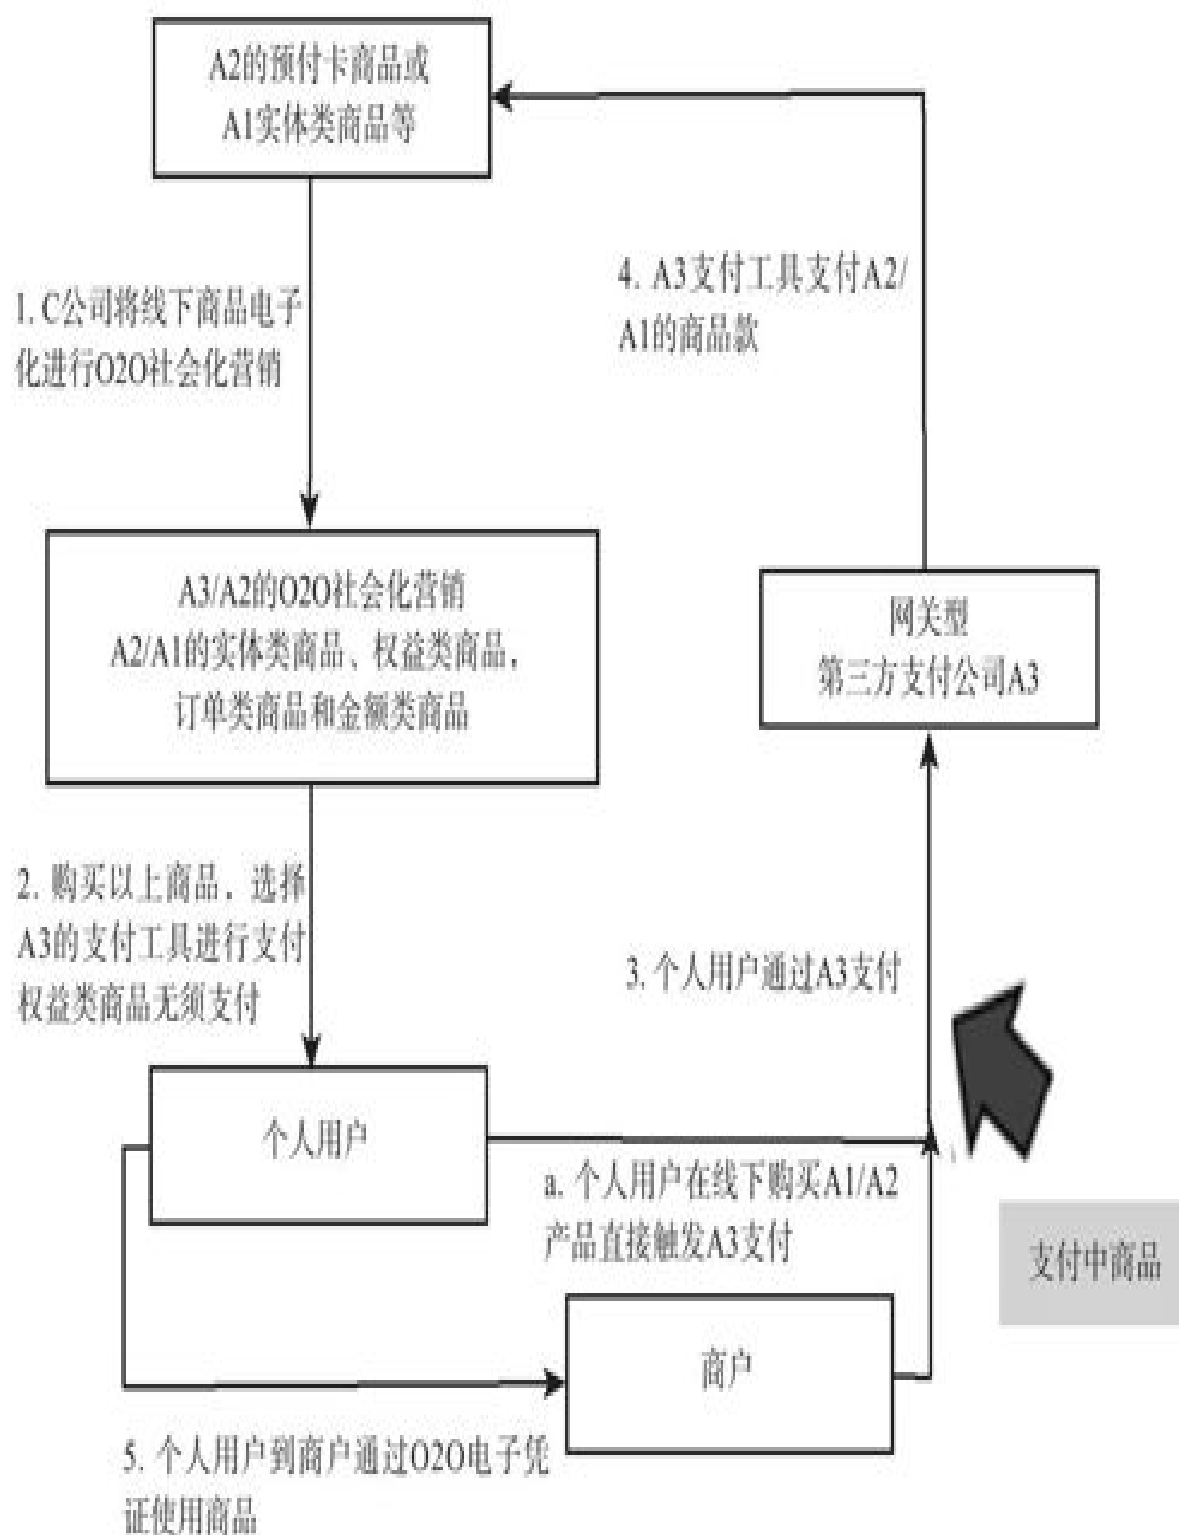 A2的预付卡商品或
A1实体类商品等
4. A3支付工具支付A2/
A1的商品款
1. C公司将线下商品电子
化进行O2O社会化营销
A3/A2的O2O社会化营销
A2/A1的实体类商品、权益类商品，
订单类商品和金额类商品
网关型
第三方支付公司A3
2. 购买以上商品，选择
A3的支付工具进行支付
权益类商品无须支付
3. 个人用户通过A3支付
个人用户
a. 个人用户在线下购买A1/A2
产品直接触发A3支付
支付中商品
商户
5. 个人用户到商户通过O2O电子凭
证使用商品